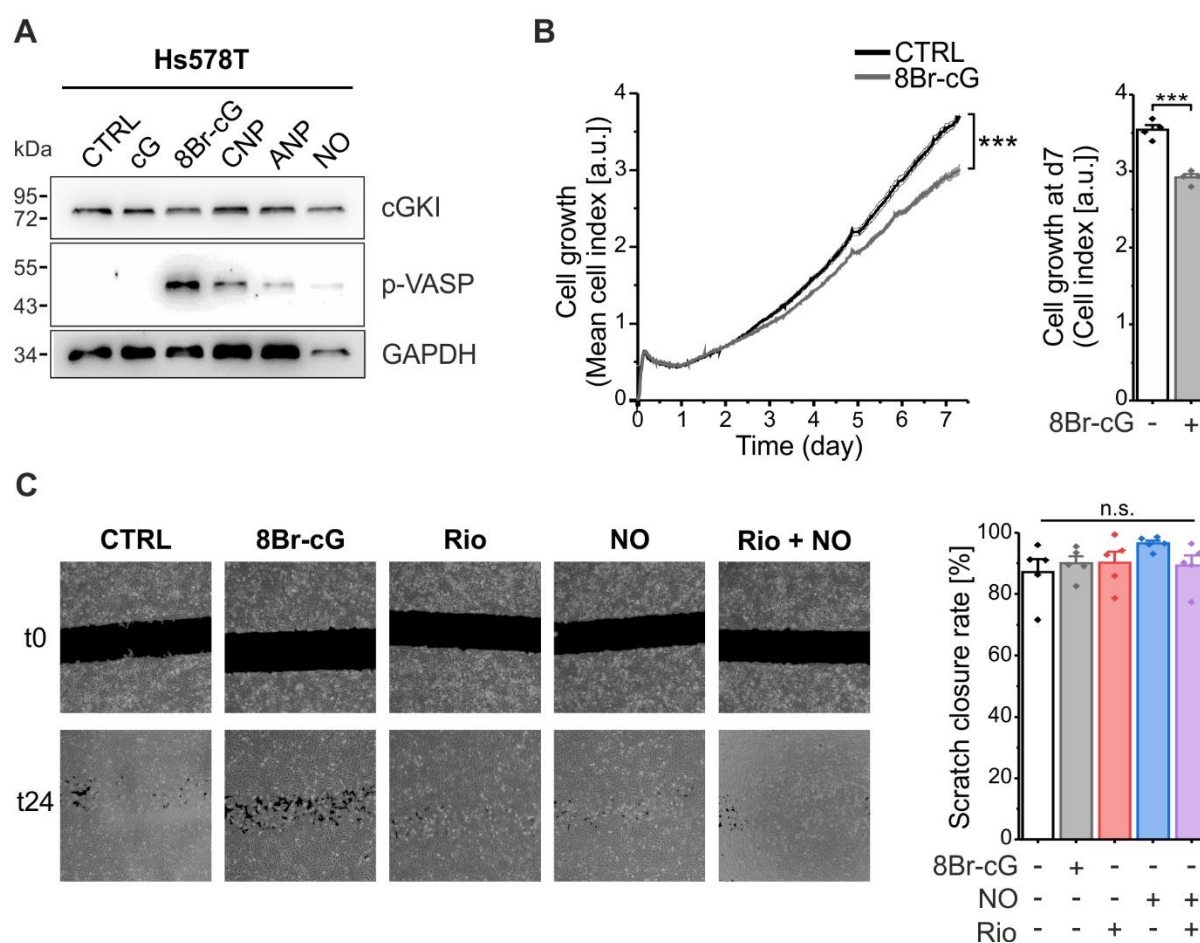 A
Hs578T
CTRL
cG
8Br-cG
CNP
ANP
NO
kDa
95-
72-
cGKI
55-
43-
p-VASP
34-
GAPDH
B
CTRL
8Br-cG
Cell growth
(Mean cell index [a.u.])
4
3
2
1
0
0 1 2 3 4 5 6 7
Time (day)
***
Cell growth at d7
(Cell index [a.u.])
4
3
2
1
0
***
8Br-cG - +
C
CTRL 8Br-cG Rio NO Rio + NO
t0
t24
Scratch closure rate [%]
100
80
60
40
20
0
n.s.
8Br-cG - + - - -
NO - - - + +
Rio - - + - +